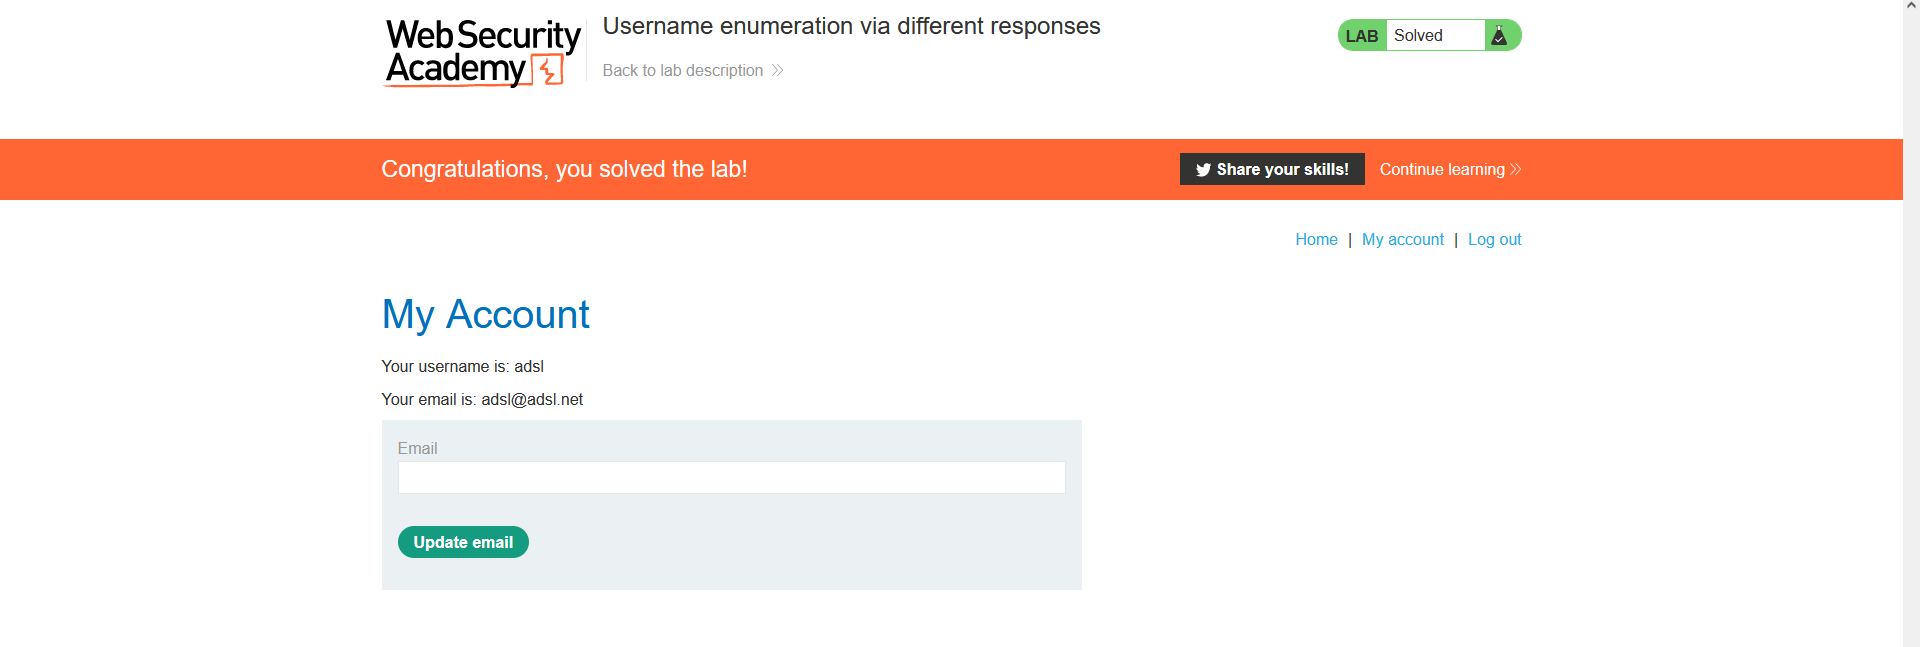 Web Security
Academy
Username enumeration via different responses
Back to lab description
LAB Solved
Congratulations, you solved the lab!
Share your skills!
Continue learning
Home | My account | Log out
My Account
Your username is: adsl
Your email is: adsl@adsl.net
Email
Update email